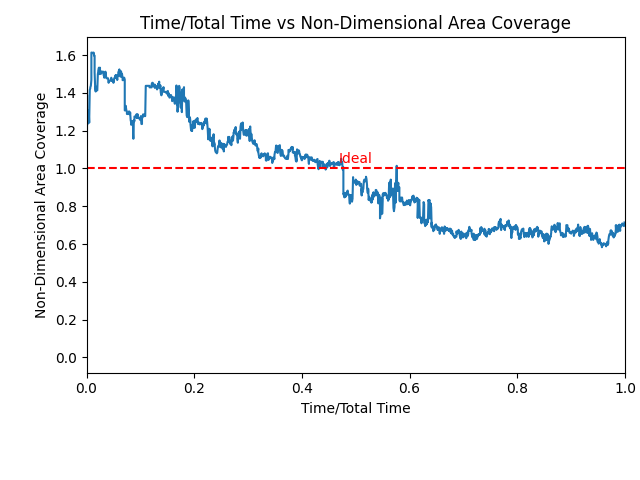 Time/Total Time vs Non-Dimensional Area Coverage
Non-Dimensional Area Coverage
1.6
1.4
1.2
1.0
0.8
0.6
0.4
0.2
0.0
Ideal
0.0 0.2 0.4 0.6 0.8 1.0
Time/Total Time